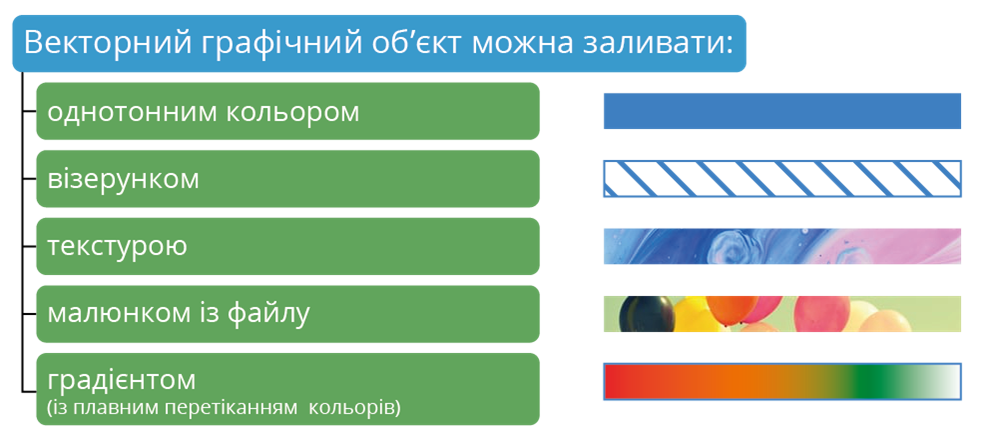 Векторний графічний об’єкт можна заливати:
однотонним кольором
візерунком
текстурою
малюнком із файлу
градієнтом
(із плавним перетіканням кольорів)